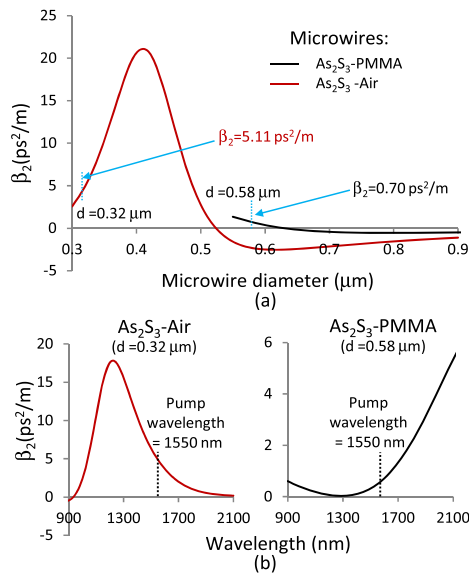 (a)
Microwires:
As₂S₃-PMMA
As₂S₃ -Air
β₂(ps²/m)
25
20
15
10
5
0
-5
β₂=5.11 ps²/m
d =0.58 μm
β₂=0.70 ps²/m
d =0.32 μm
0.3 0.4 0.5 0.6 0.7 0.8 0.9
Microwire diameter (μm)
(a)
(b)
As₂S₃-Air
(d =0.32 μm)
β₂(ps²/m)
20
15
10
5
0
-5
Pump
wavelength
= 1550 nm
900 1300 1700 2100
As₂S₃-PMMA
(d =0.58 μm)
6
4
2
0
Pump
wavelength
= 1550 nm
900 1300 1700 2100
Wavelength (nm)
(b)